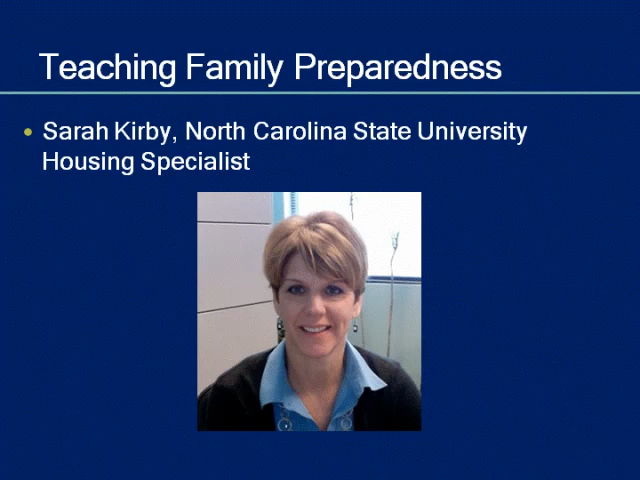 Teaching Family Preparedness
• Sarah Kirby, North Carolina State University
Housing Specialist